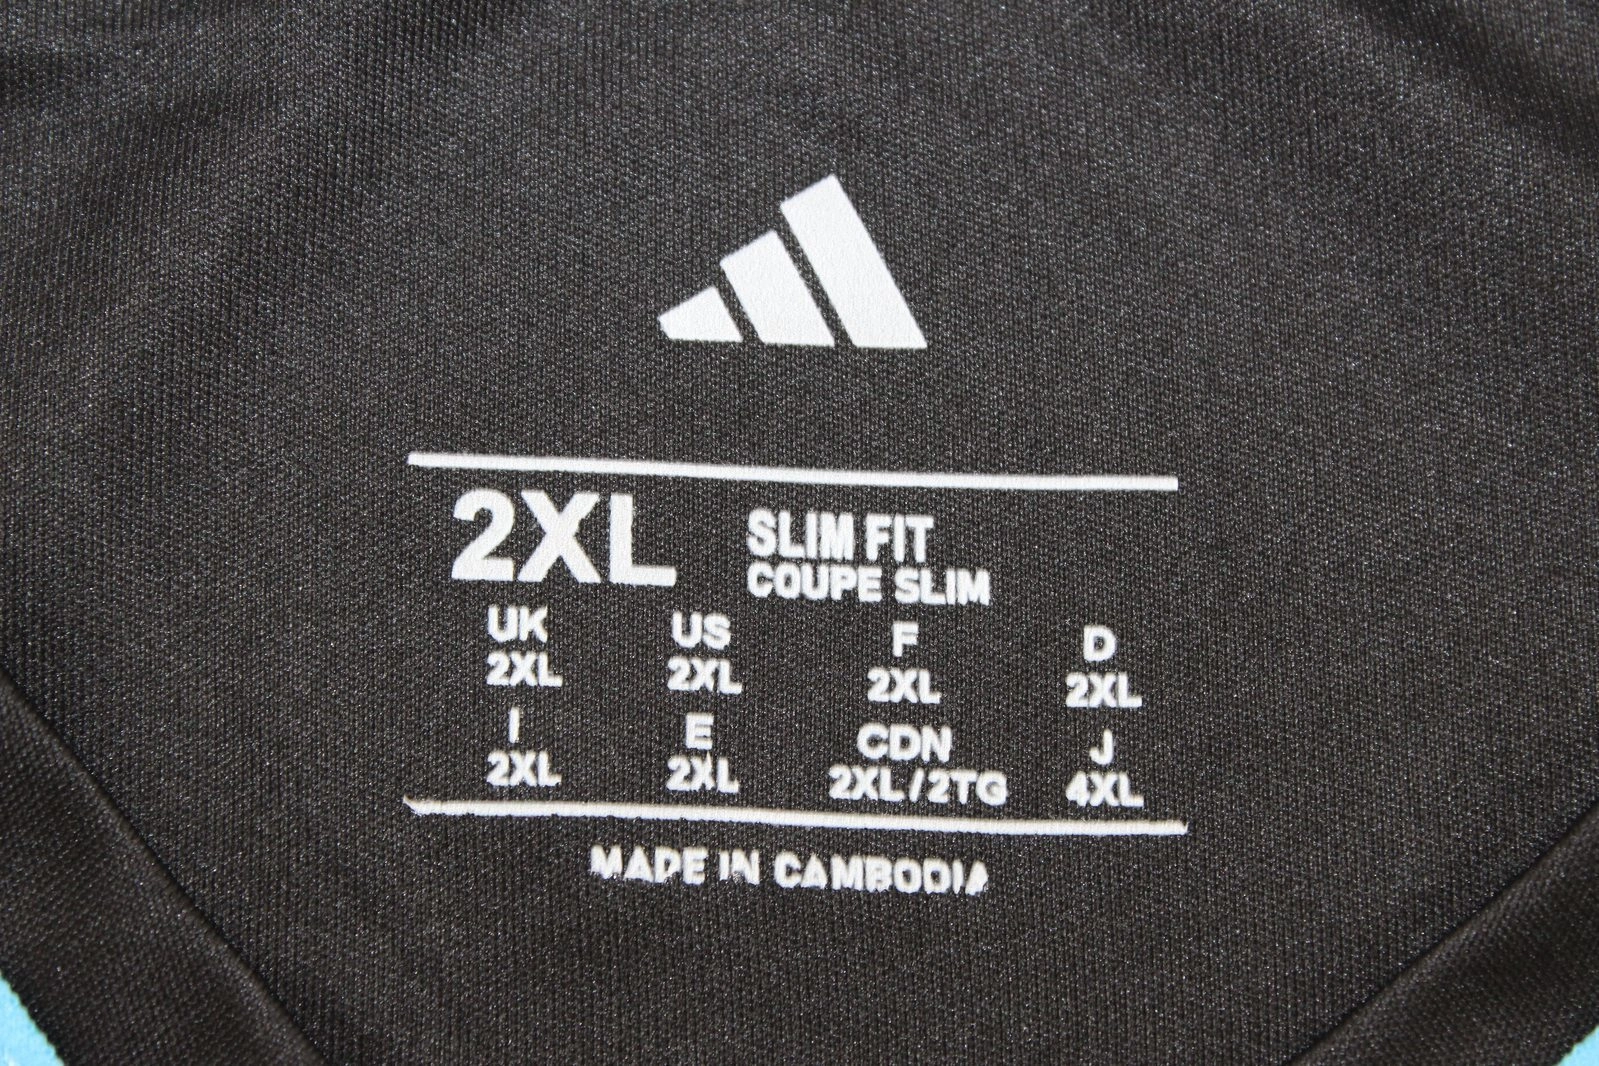 2XL SLIM FIT
COUPE SLIM
UK US F D
2XL 2XL 2XL 2XL
I E CDN J
2XL 2XL 2XL/2TG 4XL
MADE IN CAMBODIA